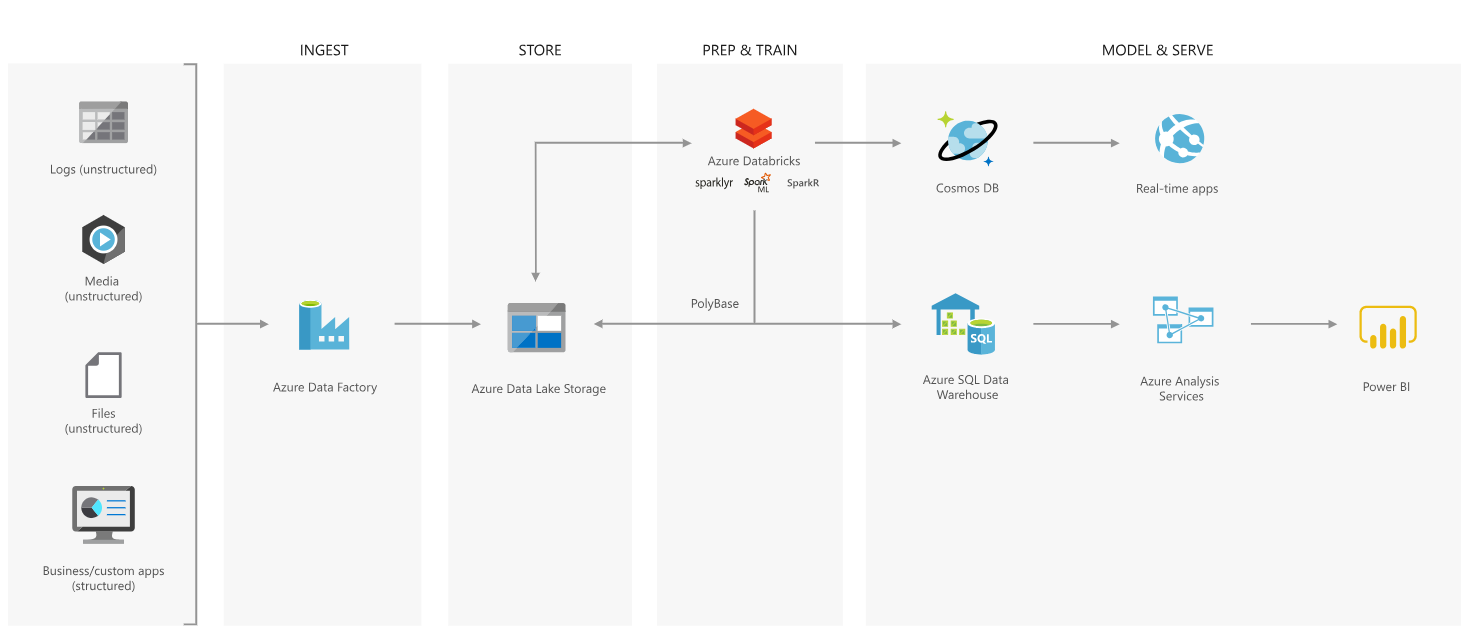 INGEST
STORE
PREP & TRAIN
MODEL & SERVE
Logs (unstructured)
Media
(unstructured)
Files
(unstructured)
Business/custom apps
(structured)
Azure Data Factory
Azure Data Lake Storage
Azure Databricks
sparklyr
Spark
ML
SparkR
PolyBase
Cosmos DB
Real-time apps
SQL
Azure SQL Data
Warehouse
Azure Analysis
Services
Power BI